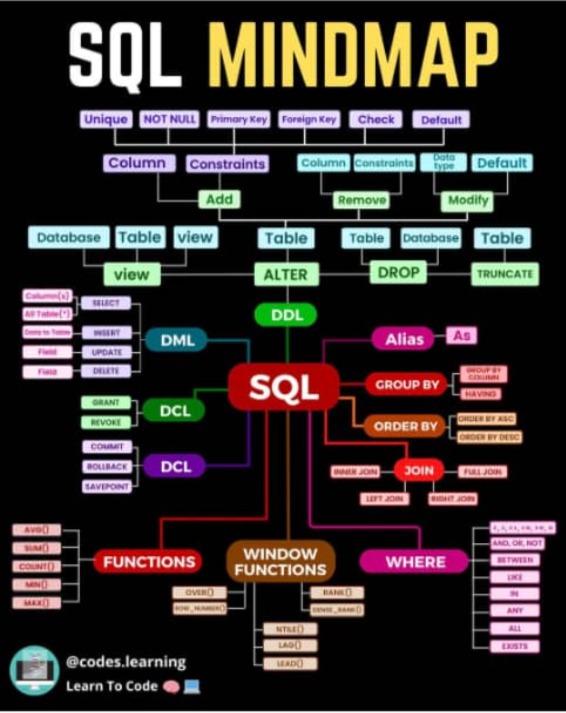 SQL MINDMAP
Unique NOT NULL Primary Key Foreign Key Check Default
Column Constraints Column Constraints Data type Default
Add Remove Modify
Database Table view Table Table Database Table
view ALTER DROP TRUNCATE
DDL
Column(s)
All Table(*)
SELECT
Data to Table
INSERT
Field
UPDATE
Field
DELETE
DML
Alias
As
SQL
GROUP BY
GROUP BY
COLUMN
HAVING
GRANT
REVOKE
DCL
ORDER BY
ORDER BY ASC
ORDER BY DESC
COMMIT
ROLLBACK
SAVEPOINT
DCL
INNER JOIN
JOIN
FULL JOIN
LEFT JOIN
RIGHT JOIN
AVG()
SUM()
COUNT()
MIN()
MAX()
FUNCTIONS
WINDOW
FUNCTIONS
OVER()
ROW_NUMBER()
RANK()
DENSE_RANK()
NTILE()
LAG()
LEAD()
WHERE
AND, OR, NOT
BETWEEN
LIKE
IN
ANY
ALL
EXISTS
@codes.learning
Learn To Code